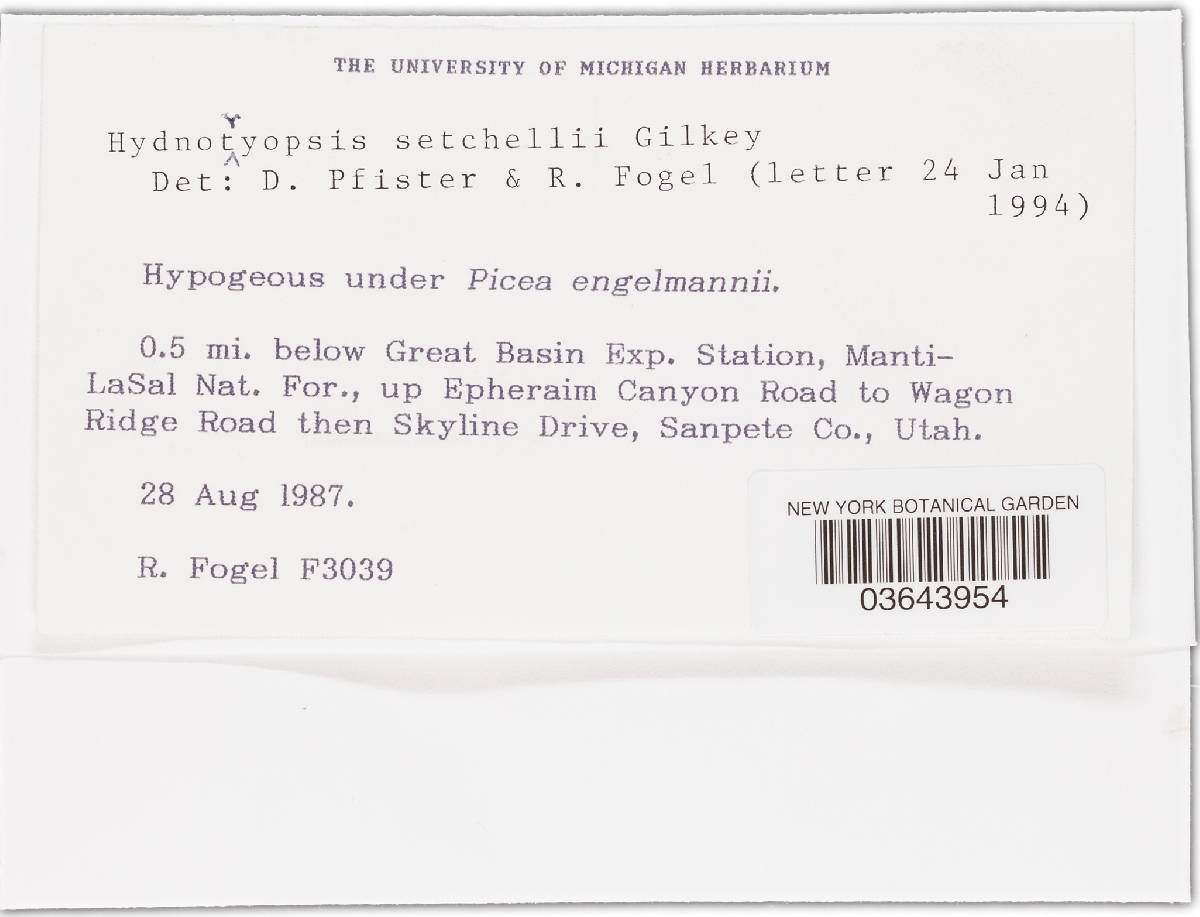 THE UNIVERSITY OF MICHIGAN HERBARIUM
Hydnotryopsis setchellii Gilkey
Det: D. Pfister & R. Fogel (letter 24 Jan
1994)
Hypogeous under Picea engelmannii.
0.5 mi. below Great Basin Exp. Station, Manti-
LaSal Nat. For., up Epheraim Canyon Road to Wagon
Ridge Road then Skyline Drive, Sanpete Co., Utah.
28 Aug 1987.
R. Fogel F3039
NEW YORK BOTANICAL GARDEN
03643954